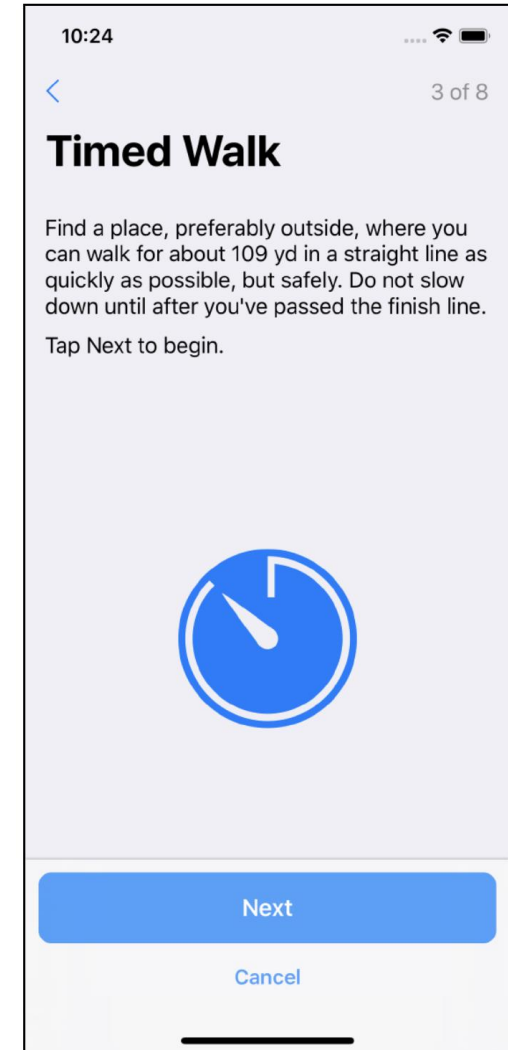 10:24
3 of 8
Timed Walk
Find a place, preferably outside, where you
can walk for about 109 yd in a straight line as
quickly as possible, but safely. Do not slow
down until after you've passed the finish line.
Tap Next to begin.
Next
Cancel